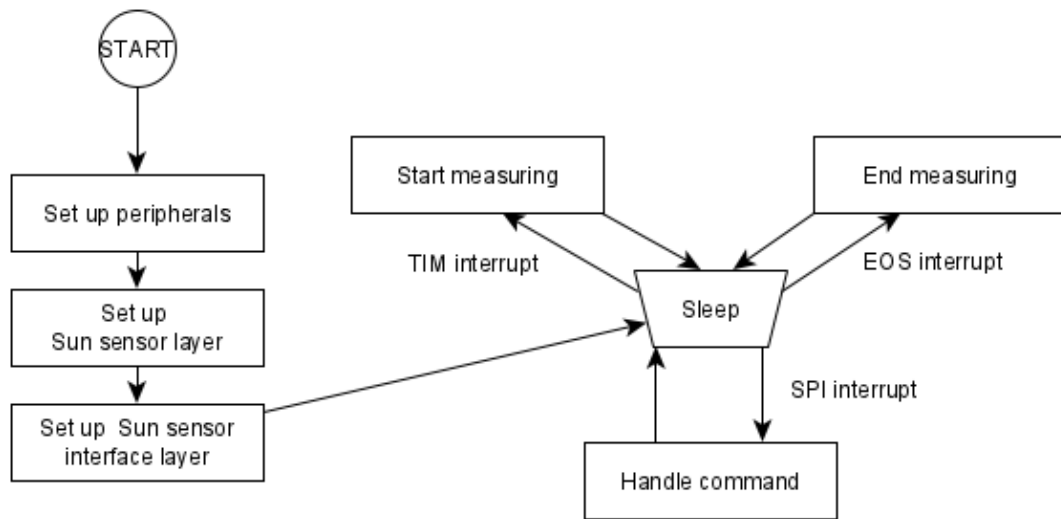 START
Set up peripherals
Set up
Sun sensor layer
Set up Sun sensor
interface layer
Start measuring
End measuring
TIM interrupt
EOS interrupt
Sleep
SPI interrupt
Handle command